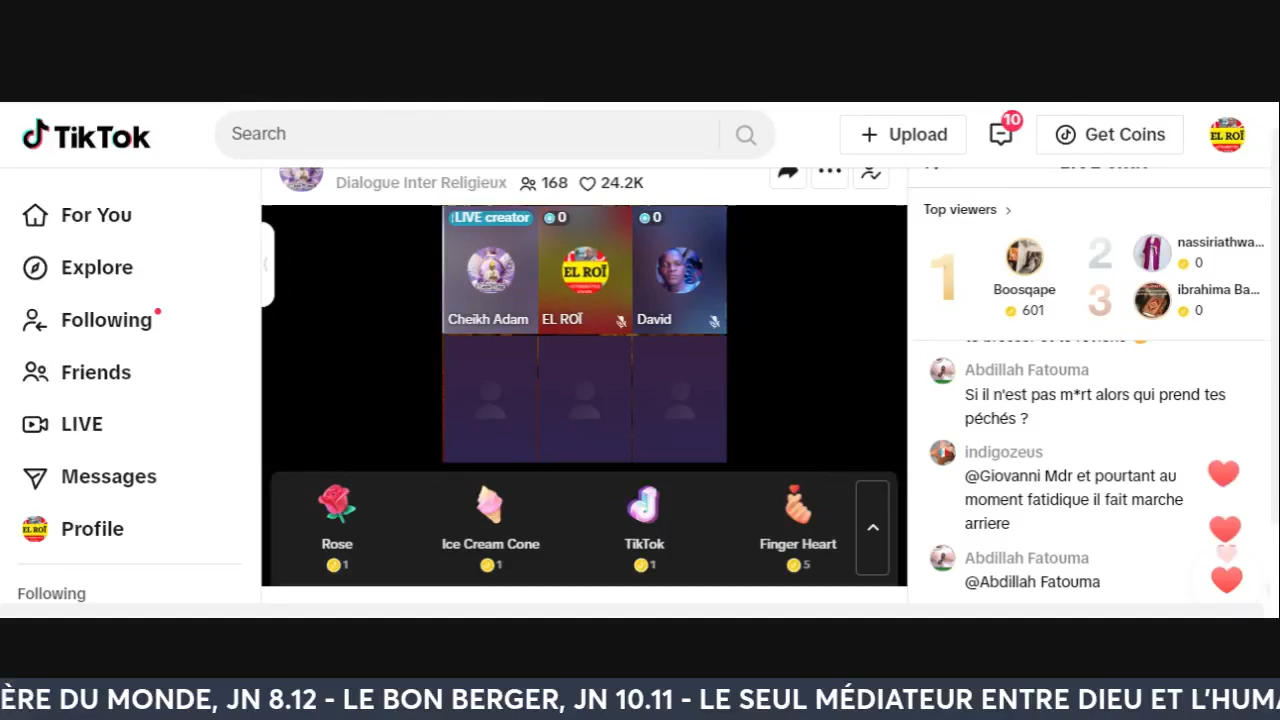 TikTok
Search
Upload
10
Get Coins
EL ROÏ
For You
Explore
Following
Friends
LIVE
Messages
EL ROÏ
Profile
Following
Dialogue Inter Religieux 168 24.2K
LIVE creator
0
0
EL ROÏ
Cheikh Adam
EL ROÏ
David
Rose
1
Ice Cream Cone
1
TikTok
1
Finger Heart
5
Top viewers
1
Boosqape
601
2
nassiriathwa...
0
3
ibrahima Ba...
0
Abdillah Fatouma
Si il n'est pas m*rt alors qui prend tes
péchés ?
indigozeus
@Giovanni Mdr et pourtant au
moment fatidique il fait marche
arriere
Abdillah Fatouma
@Abdillah Fatouma
ÈRE DU MONDE, JN 8.12 - LE BON BERGER, JN 10.11 - LE SEUL MÉDIATEUR ENTRE DIEU ET L'HUMA